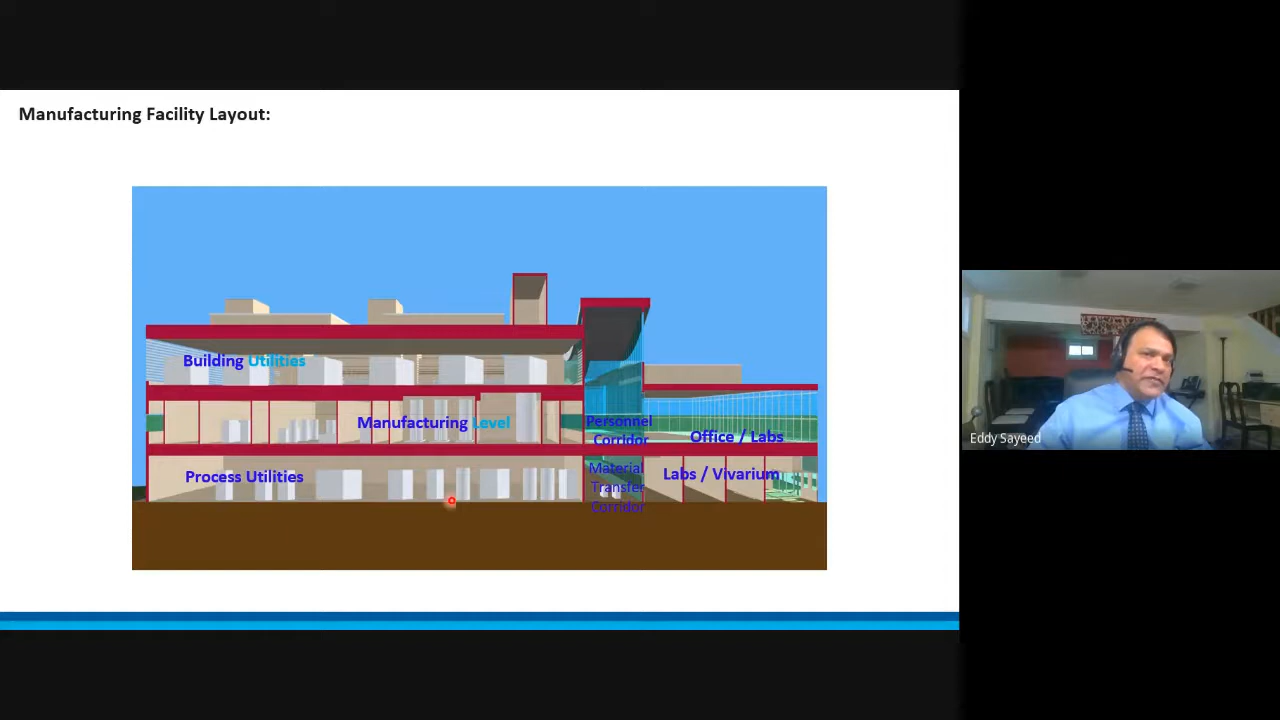 Manufacturing Facility Layout:
Building Utilities
Manufacturing Level
Personnel
Corridor
Office / Labs
Process Utilities
Material
Transfer
Corridor
Labs / Vivarium
Eddy Sayeed